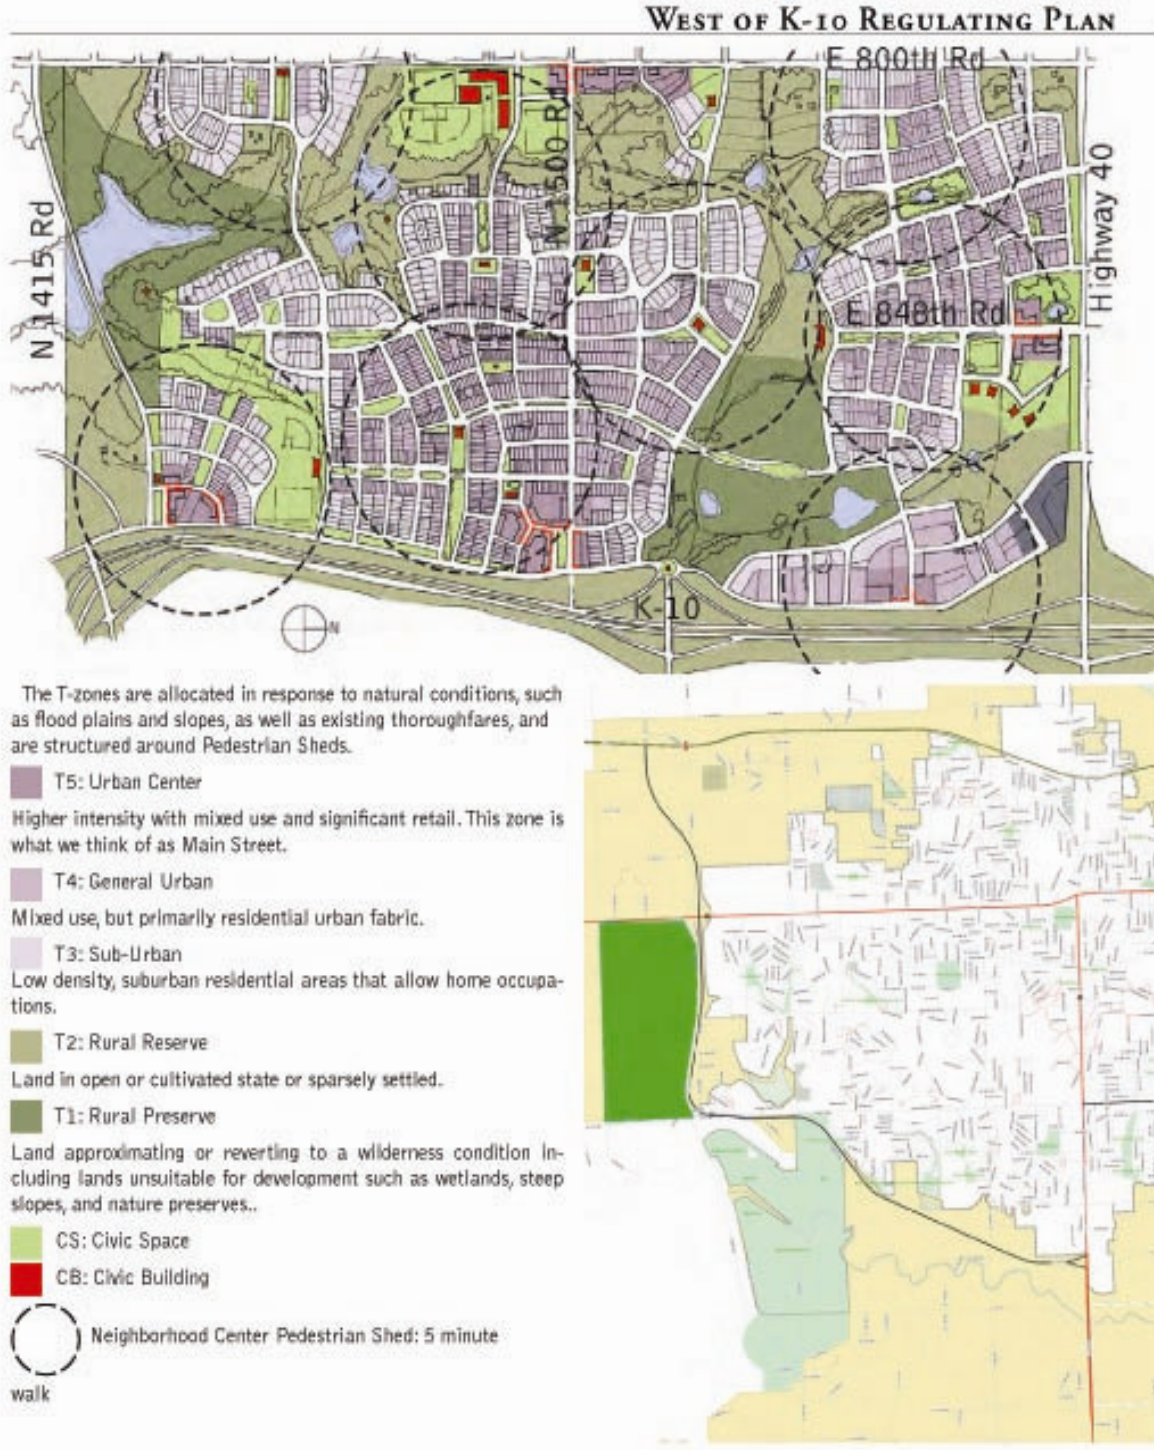 WEST OF K-10 REGULATING PLAN
E 800th Rd
N 1415 Rd
Highway 40
E 848th Rd
K-10
N
The T-zones are allocated in response to natural conditions, such
as flood plains and slopes, as well as existing thoroughfares, and
are structured around Pedestrian Sheds.
T5: Urban Center
Higher intensity with mixed use and significant retail. This zone is
what we think of as Main Street.
T4: General Urban
Mixed use, but primarily residential urban fabric.
T3: Sub-Urban
Low density, suburban residential areas that allow home occupa-
tions.
T2: Rural Reserve
Land in open or cultivated state or sparsely settled.
T1: Rural Preserve
Land approximating or reverting to a wilderness condition in-
cluding lands unsuitable for development such as wetlands, steep
slopes, and nature preserves..
CS: Civic Space
CB: Civic Building
Neighborhood Center Pedestrian Shed: 5 minute
walk